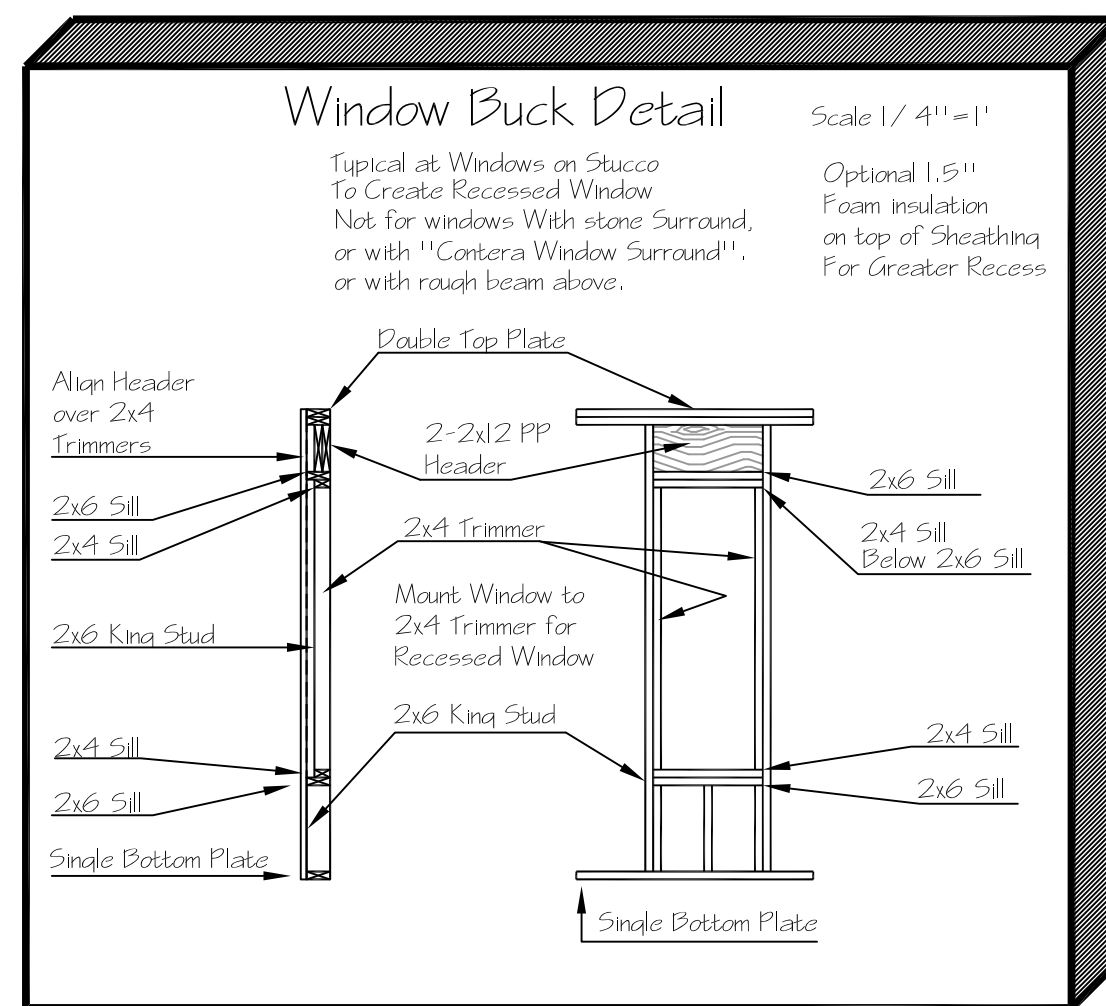 Window Buck Detail
Scale 1/ 4''=1'
Typical at Windows on Stucco
To Create Recessed Window
Not for windows With stone Surround,
or with ''Contera Window Surround''.
or with rough beam above.
Optional 1.5''
Foam insulation
on top of Sheathing
For Greater Recess
Double Top Plate
Align Header
over 2x4
Trimmers
2-2x12 PP
Header
2x6 Sill
2x4 Sill
2x6 Sill
2x4 Sill
Below 2x6 Sill
2x4 Trimmer
Mount Window to
2x4 Trimmer for
Recessed Window
2x6 King Stud
2x6 King Stud
2x4 Sill
2x6 Sill
2x4 Sill
2x6 Sill
Single Bottom Plate
Single Bottom Plate